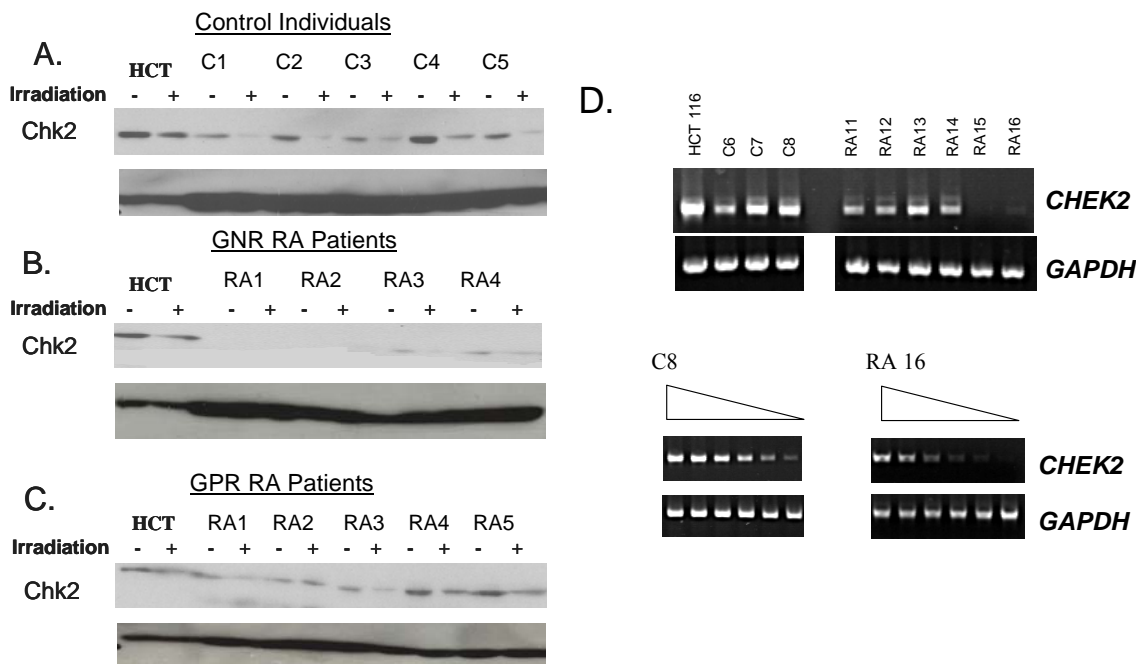 Control Individuals
A.
HCT C1 C2 C3 C4 C5
Irradiation - + - + - + - + - + - +
Chk2
GNR RA Patients
B.
HCT RA1 RA2 RA3 RA4
Irradiation - + - + - + - + - +
Chk2
GPR RA Patients
C.
HCT RA1 RA2 RA3 RA4 RA5
Irradiation - + - + - + - + - + - +
Chk2
D.
HCT 116 C6 C7 C8 RA11 RA12 RA13 RA14 RA15 RA16
CHEK2
GAPDH
C8 RA 16
CHEK2
GAPDH